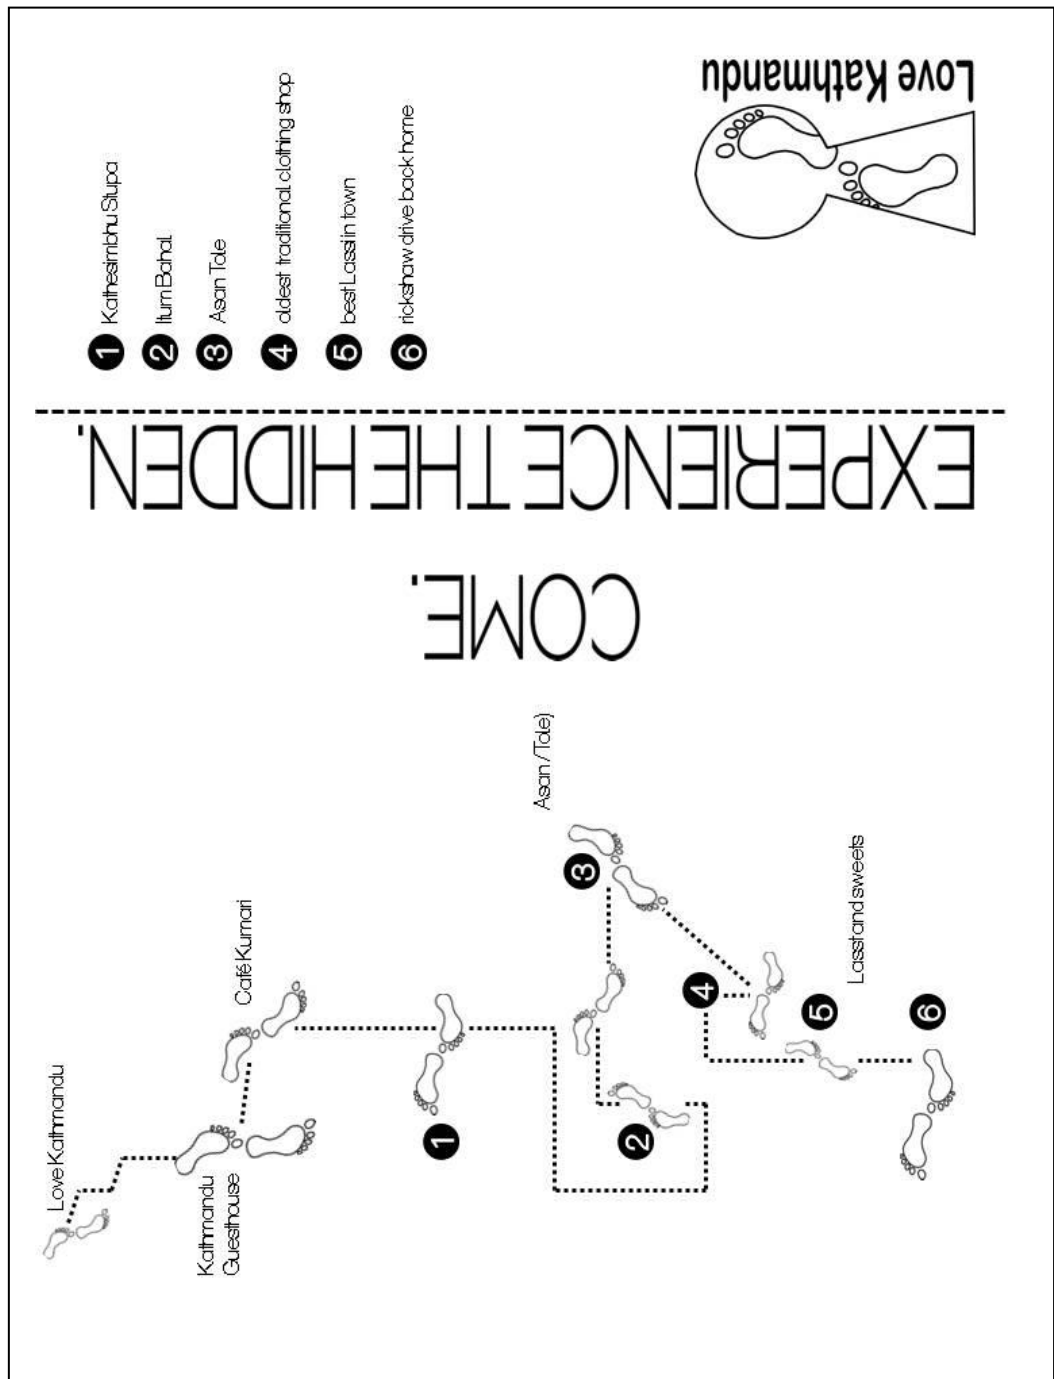 COME.
EXPERIENCE THE HIDDEN.
Love Kathmandu
1 Kathesimbhu Stupa
2 Itum Bahal
3 Asan Tole
4 oldest traditional clothing shop
5 best Lassi in town
6 rickshaw drive back home
Love Kathmandu
Kathmandu
Guesthouse
Café Kumari
1
2
3
Asan /Tole)
4
5
Lassi and sweets
6